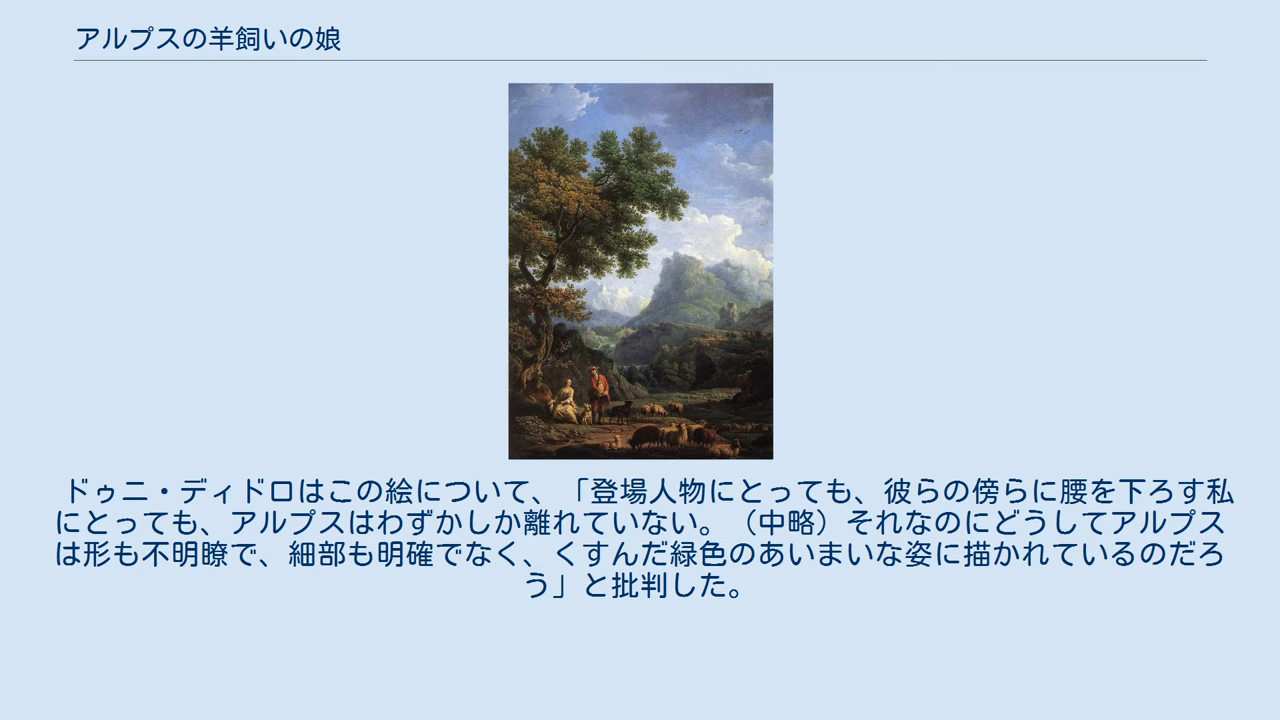 アルプスの羊飼いの娘
ドゥニ・ディドロはこの絵について、「登場人物にとっても、彼らの傍らに腰を下ろす私
にとっても、アルプスはわずかしか離れていない。（中略）それなのにどうしてアルプス
は形も不明瞭で、細部も明確でなく、くすんだ緑色のあいまいな姿に描かれているのだろ
う」と批判した。